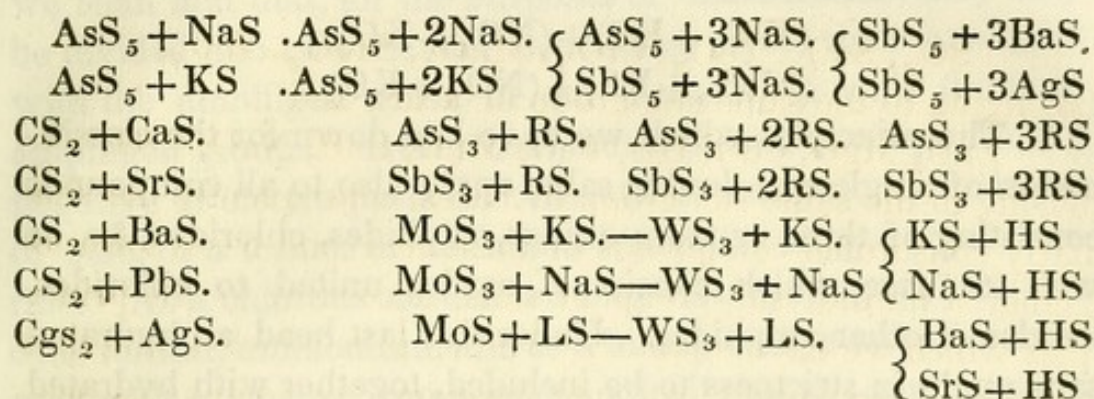 AsS₅+NaS .AsS₅+2NaS. { AsS₅+3NaS. { SbS₅+3BaS.
AsS₅+KS .AsS₅+2KS { SbS₅+3NaS. { SbS₅+3AgS
CS₂+CaS. AsS₃+RS. AsS₃+2RS. AsS₃+3RS
CS₂+SrS. SbS₃+RS. SbS₃+2RS. SbS₃+3RS
CS₂+BaS. MoS₃+KS.—WS₃+KS. { KS+HS
CS₂+PbS. MoS₃+NaS—WS₃+NaS { NaS+HS
Cgs₂+AgS. MoS+LS—WS₃+LS. { BaS+HS
{ SrS+HS